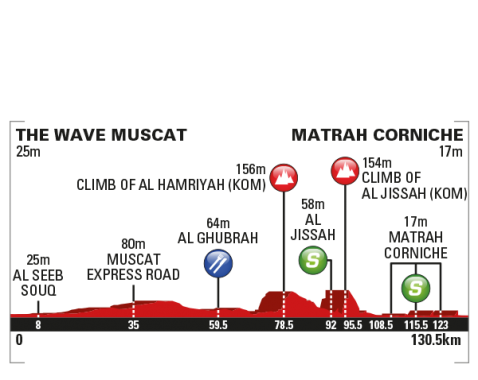 THE WAVE MUSCAT
25m
MATRAH CORNICHE
17m
156m
CLIMB OF AL HAMRIYAH (KOM)
154m
CLIMB OF
AL JISSAH (KOM)
58m
AL
JISSAH
S
64m
AL GHUBRAH
17m
MATRAH
CORNICHE
S
80m
MUSCAT
EXPRESS ROAD
25m
AL SEEB
SOUQ
8 35 59.5 78.5 92 95.5 108.5 115.5 123
0 130.5km